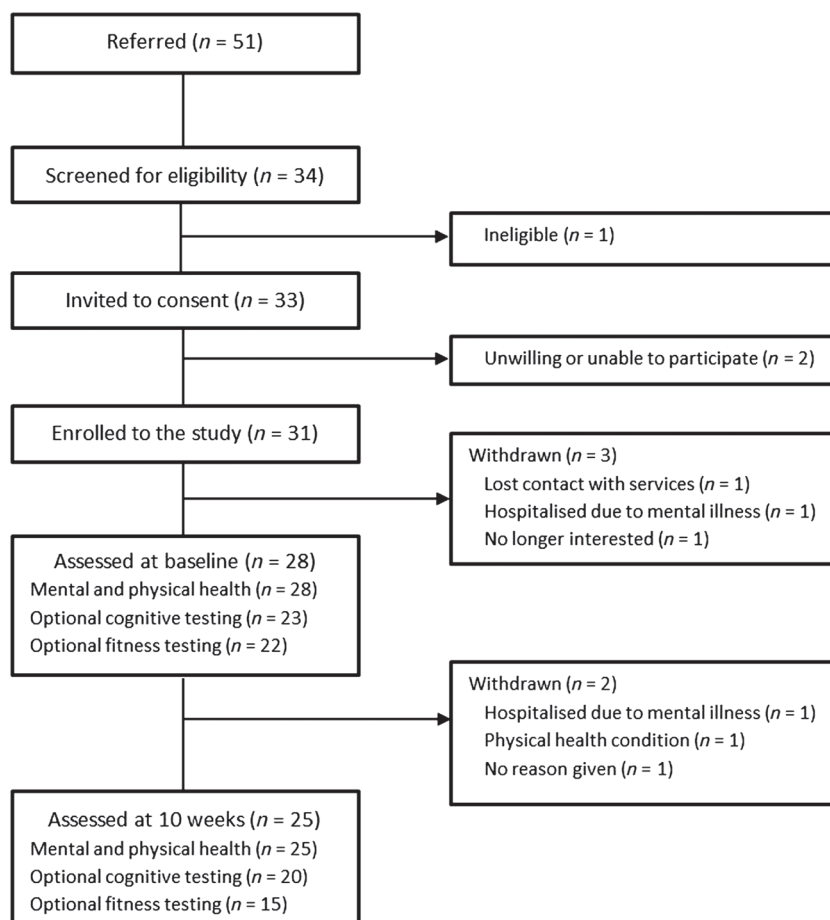 Referred (n = 51)
Screened for eligibility (n = 34)
Ineligible (n = 1)
Invited to consent (n = 33)
Unwilling or unable to participate (n = 2)
Enrolled to the study (n = 31)
Withdrawn (n = 3)
Lost contact with services (n = 1)
Hospitalised due to mental illness (n = 1)
No longer interested (n = 1)
Assessed at baseline (n = 28)
Mental and physical health (n = 28)
Optional cognitive testing (n = 23)
Optional fitness testing (n = 22)
Withdrawn (n = 2)
Hospitalised due to mental illness (n = 1)
Physical health condition (n = 1)
No reason given (n = 1)
Assessed at 10 weeks (n = 25)
Mental and physical health (n = 25)
Optional cognitive testing (n = 20)
Optional fitness testing (n = 15)